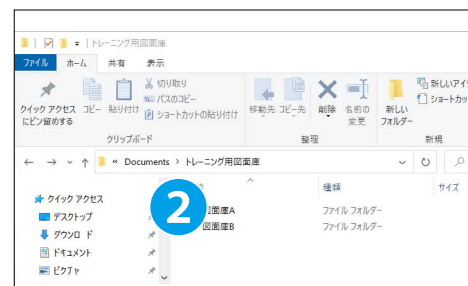 トレーニング用図面庫
ファイル ホーム 共有 表示
クイック アクセス にピン留めする
コピー
貼り付け
切り取り
パスのコピー
ショートカットの貼り付け
クリップボード
移動先
コピー先
削除
名前の変更
整理
新しいフォルダー
新しいアイ
ショートカッ
新規
« Documents › トレーニング用図面庫
種類 サイズ
クイック アクセス
デスクトップ
ダウンロ ド
ドキュメント
ピクチャ
2
図面庫A ファイル フォルダー
図面庫B ファイル フォルダー